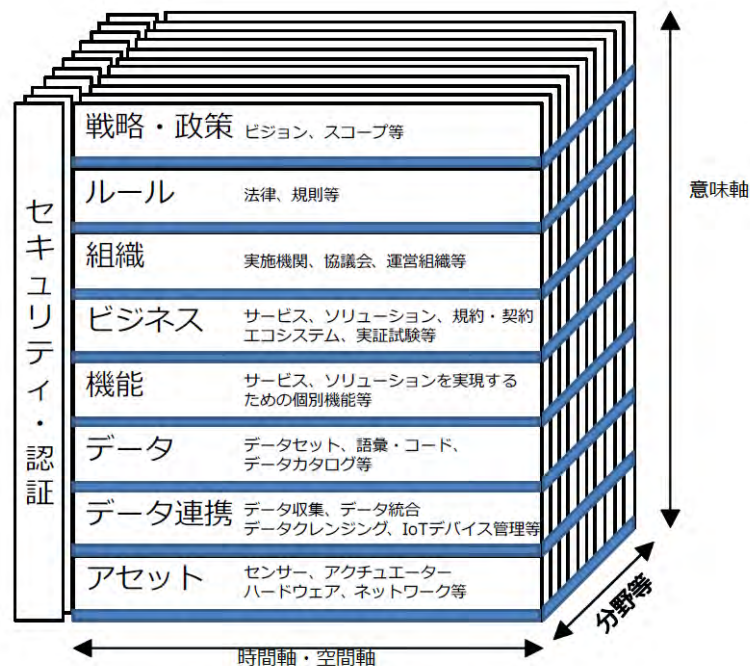 セキュリティ・認証
戦略・政策 ビジョン、スコープ等
ルール 法律、規則等
組織 実施機関、協議会、運営組織等
ビジネス サービス、ソリューション、規約・契約
エコシステム、実証試験等
機能 サービス、ソリューションを実現する
ための個別機能等
データ データセット、語彙・コード、
データカタログ等
データ連携 データ収集、データ統合
データクレンジング、IoTデバイス管理等
アセット センサー、アクチュエーター
ハードウェア、ネットワーク等
意味軸
分野等
時間軸・空間軸